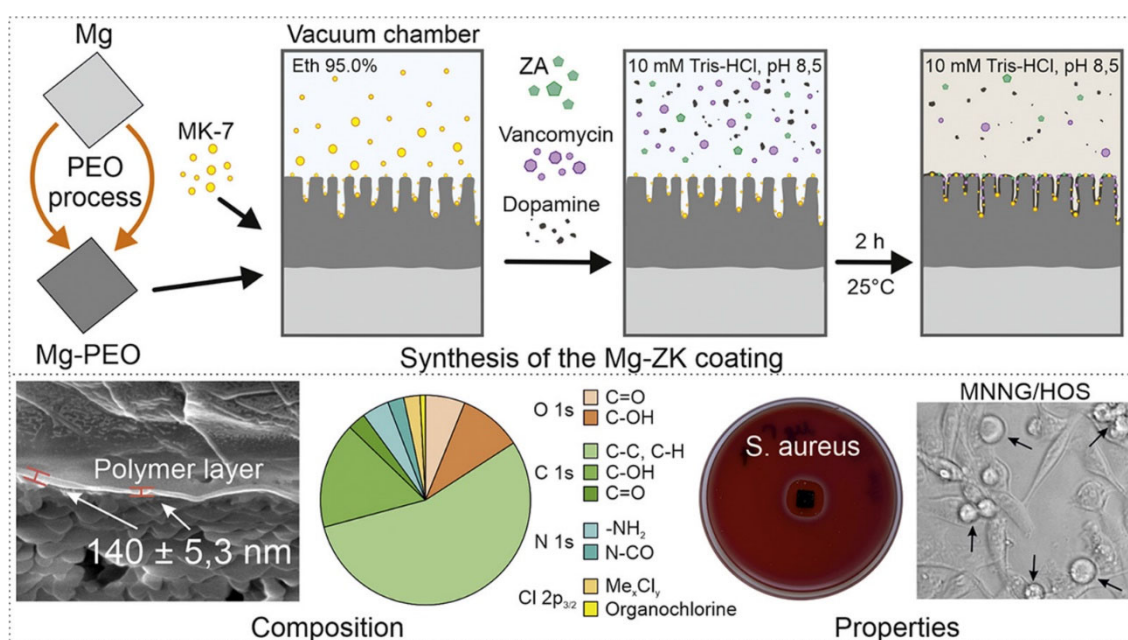 Mg
PEO
process
Mg-PEO
MK-7
Vacuum chamber
Eth 95.0%
ZA
Vancomycin
Dopamine
10 mM Tris-HCl, pH 8,5
2 h
25°C
10 mM Tris-HCl, pH 8,5
Synthesis of the Mg-ZK coating
Polymer layer
140 ± 5,3 nm
O 1s
C=O
C-OH
C 1s
C-C, C-H
C-OH
C=O
N 1s
-NH₂
N-CO
Cl 2p₃/₂
MeₓClᵧ
Organochlorine
Composition
S. aureus
MNNG/HOS
Properties